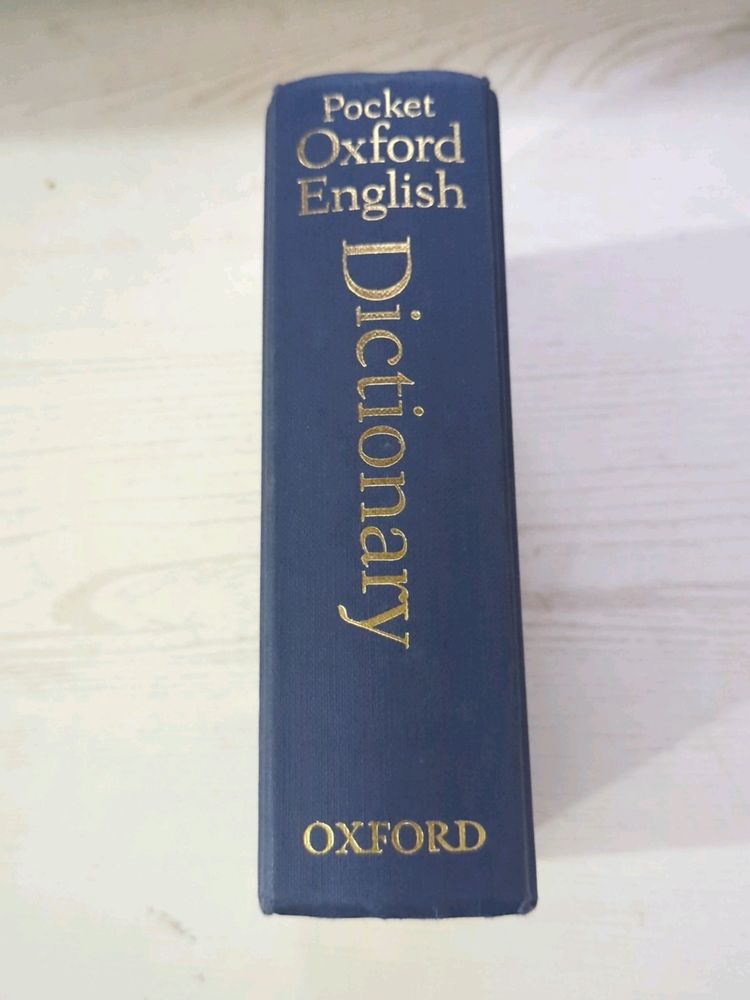 Pocket
Oxford
English
Dictionary
OXFORD